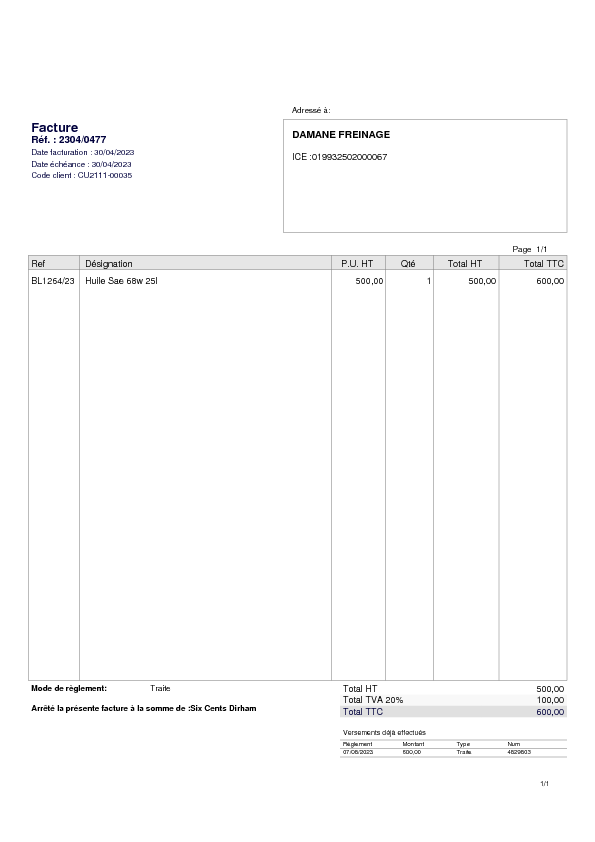 Adressé à:
Facture
Réf. : 2304/0477
Date facturation : 30/04/2023
Date échéance : 30/04/2023
Code client : CU2111-00035
DAMANE FREINAGE
ICE :019932502000067
Page 1/1
Ref Désignation P.U. HT Qté Total HT Total TTC
BL1264/23 Huile Sae 68w 25l 500,00 1 500,00 600,00
Mode de règlement: Traite
Arrêté la présente facture à la somme de :Six Cents Dirham
Total HT 500,00
Total TVA 20% 100,00
Total TTC 600,00
Versements déjà effectués
Règlement Montant Type Num
07/08/2023 600,00 Traite 4829803
1/1